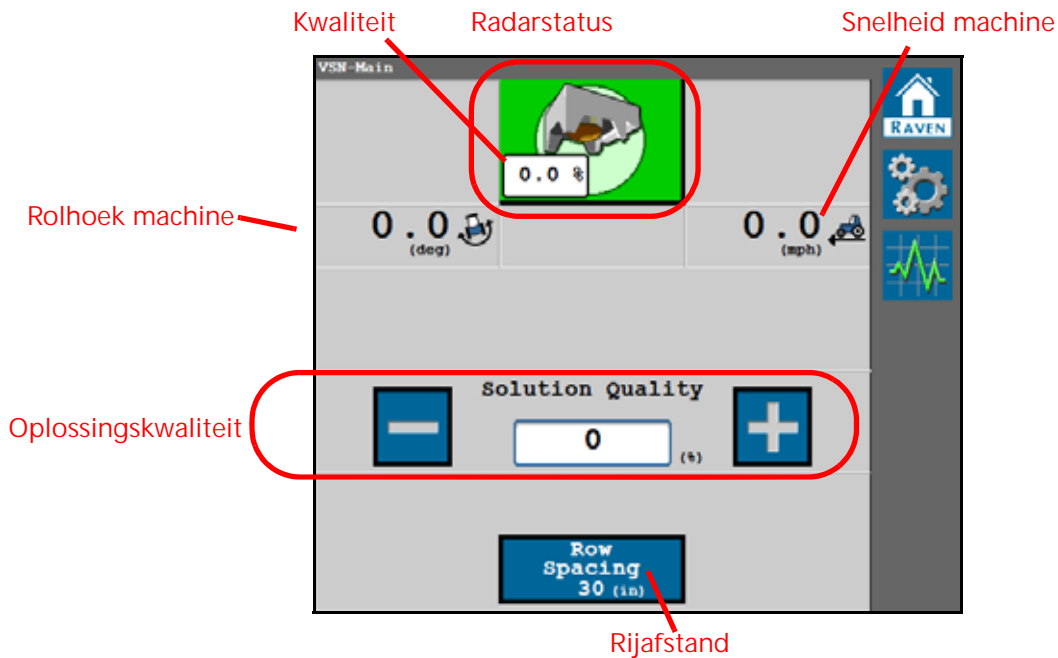 Kwaliteit Radarstatus Snelheid machine
VSN-Main
RAVEN
0.0 %
Rolhoek machine
0.0
(deg)
0.0
(mph)
Solution Quality
Oplossingskwaliteit
0
(%)
Row
Spacing
30 (in)
Rijafstand